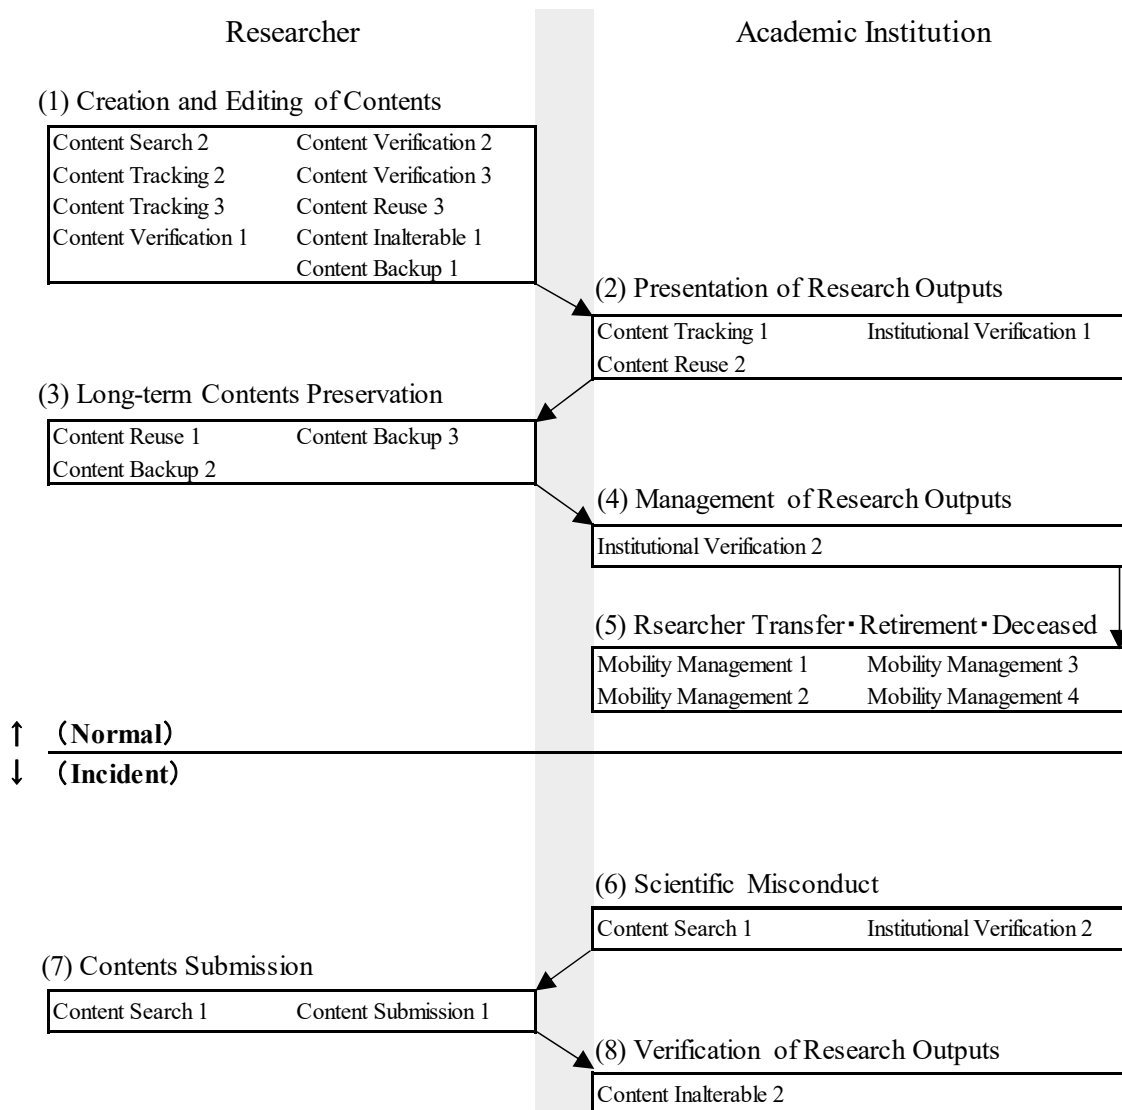 Researcher
Academic Institution
(1) Creation and Editing of Contents
Content Search 2
Content Verification 2
Content Tracking 2
Content Verification 3
Content Tracking 3
Content Reuse 3
Content Verification 1
Content Inalterable 1
Content Backup 1
(2) Presentation of Research Outputs
Content Tracking 1
Institutional Verification 1
Content Reuse 2
(3) Long-term Contents Preservation
Content Reuse 1
Content Backup 3
Content Backup 2
(4) Management of Research Outputs
Institutional Verification 2
(5) Rsearcher Transfer・Retirement・Deceased
Mobility Management 1
Mobility Management 3
Mobility Management 2
Mobility Management 4
↑ （Normal）
↓ （Incident）
(6) Scientific Misconduct
Content Search 1
Institutional Verification 2
(7) Contents Submission
Content Search 1
Content Submission 1
(8) Verification of Research Outputs
Content Inalterable 2